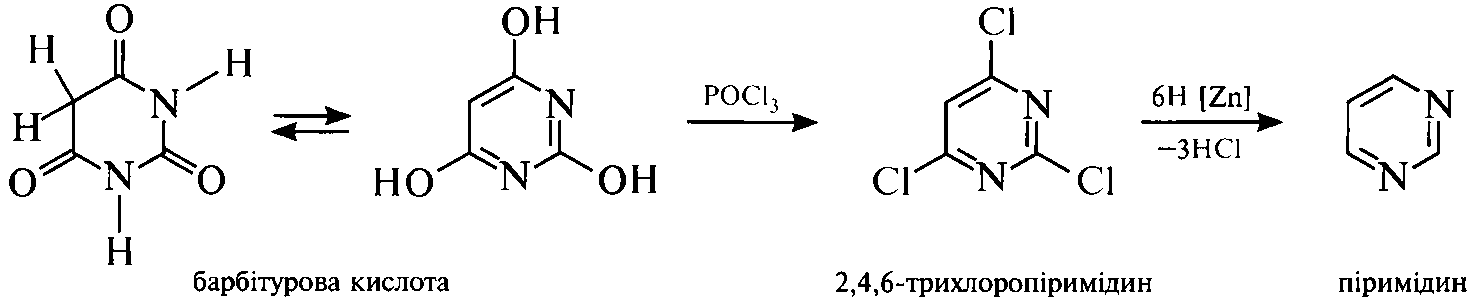 O
H
H
H
N
O
N
O
H
OH
N
HO
N
OH
POCl₃
Cl
N
Cl
N
Cl
6H [Zn]
−3HCl
N
N
барбітурова кислота
2,4,6-трихлоропіримідин
піримідин